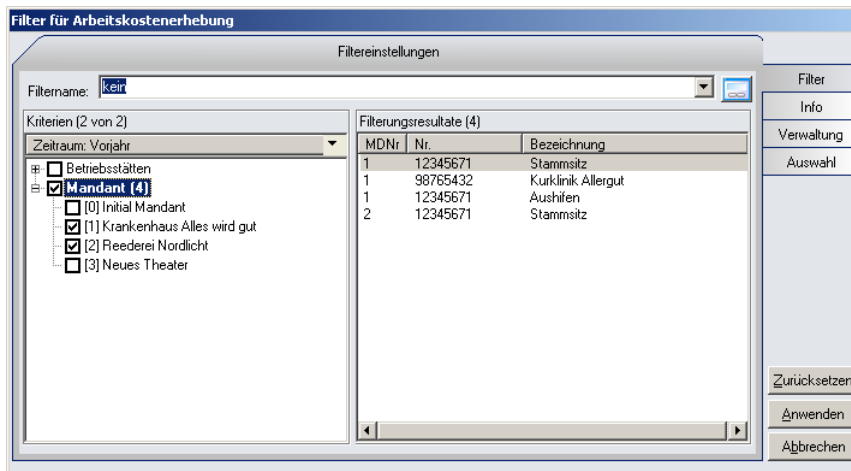 Filter für Arbeitskostenerhebung
Filtereinstellungen
Filtername: kein
Filter
Info
Verwaltung
Auswahl
Kriterien (2 von 2)
Zeitraum: Vorjahr
Betriebsstätten
Mandant (4)
[0] Initial Mandant
[1] Krankenhaus Alles wird gut
[2] Reederei Nordlicht
[3] Neues Theater
Filterungsresultate (4)
MDNr Nr. Bezeichnung
1 12345671 Stammsitz
1 98765432 Kurklinik Allergut
1 12345671 Aushifen
2 12345671 Stammsitz
Zurücksetzen
Anwenden
Abbrechen